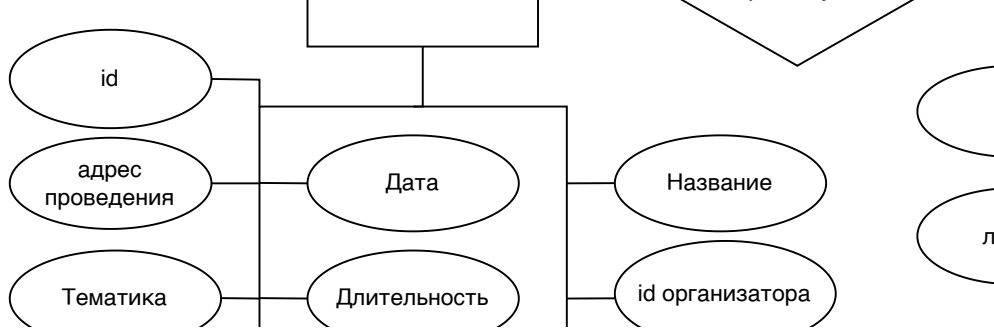 id
адрес
проведения
Дата
Название
Тематика
Длительность
id организатора